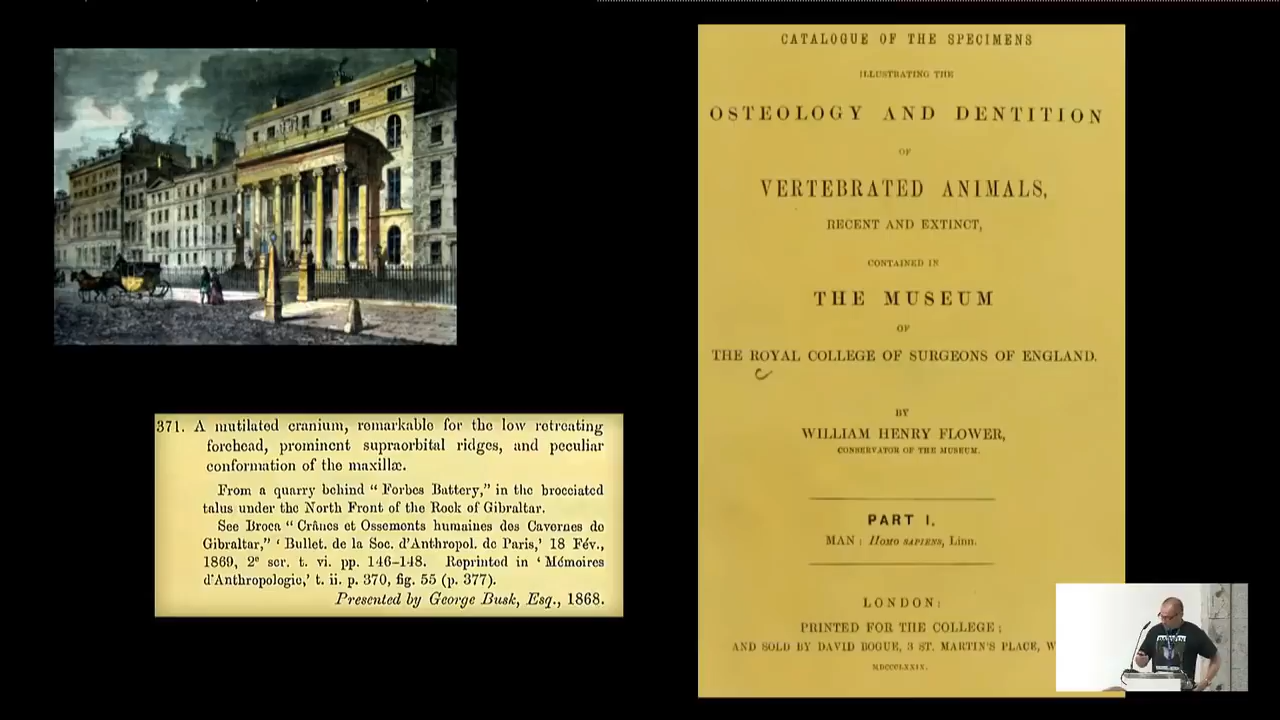 371. A mutilated cranium, remarkable for the low retreating
forehead, prominent supraorbital ridges, and peculiar
conformation of the maxillæ.
From a quarry behind "Forbes Battery," in the brecciated
talus under the North Front of the Rock of Gibraltar.
See Broca "Crânes et Ossements humaines des Cavernes de
Gibraltar," 'Bullet. de la Soc. d'Anthropol. de Paris,' 18 Fév.,
1869, 2e ser. t. vi. pp. 146–148. Reprinted in 'Mémoires
d'Anthropologie,' t. ii. p. 370, fig. 55 (p. 377).
Presented by George Busk, Esq., 1868.
CATALOGUE OF THE SPECIMENS
ILLUSTRATING THE
OSTEOLOGY AND DENTITION
OF
VERTEBRATED ANIMALS,
RECENT AND EXTINCT,
CONTAINED IN
THE MUSEUM
OF
THE ROYAL COLLEGE OF SURGEONS OF ENGLAND.
BY
WILLIAM HENRY FLOWER,
CONSERVATOR OF THE MUSEUM.
PART I.
MAN: Homo sapiens, Linn.
LONDON:
PRINTED FOR THE COLLEGE;
AND SOLD BY DAVID BOGUE, 3 ST. MARTIN'S PLACE, W
MDCCCLXXIX.